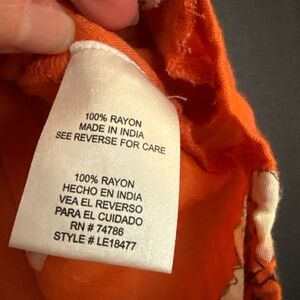 100% RAYON
MADE IN INDIA
SEE REVERSE FOR CARE
100% RAYON
HECHO EN INDIA
VEA EL REVERSO
PARA EL CUIDADO
RN # 74786
STYLE # LE18477